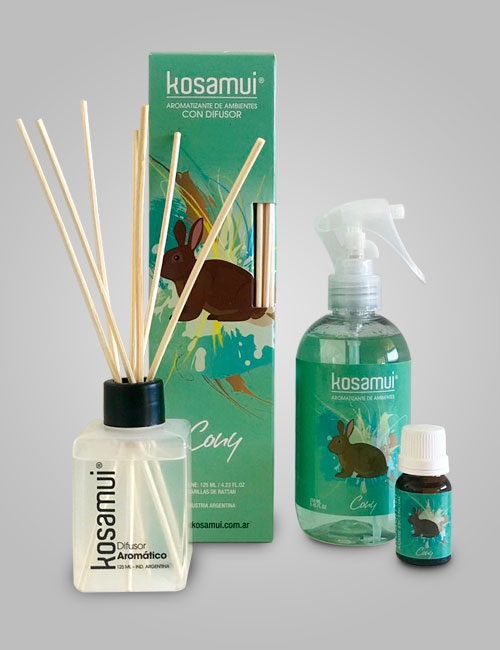 kosamui®
AROMATIZANTE DE AMBIENTES
CON DIFUSOR
Cony
125 ML / 4.23 FL OZ
VARILLAS DE RATTAN
INDUSTRIA ARGENTINA
kosamui.com.ar
kosamui®
Difusor
Aromático
125 ML - IND. ARGENTINA
kosamui®
AROMATIZANTE DE AMBIENTES
Cony
Cony